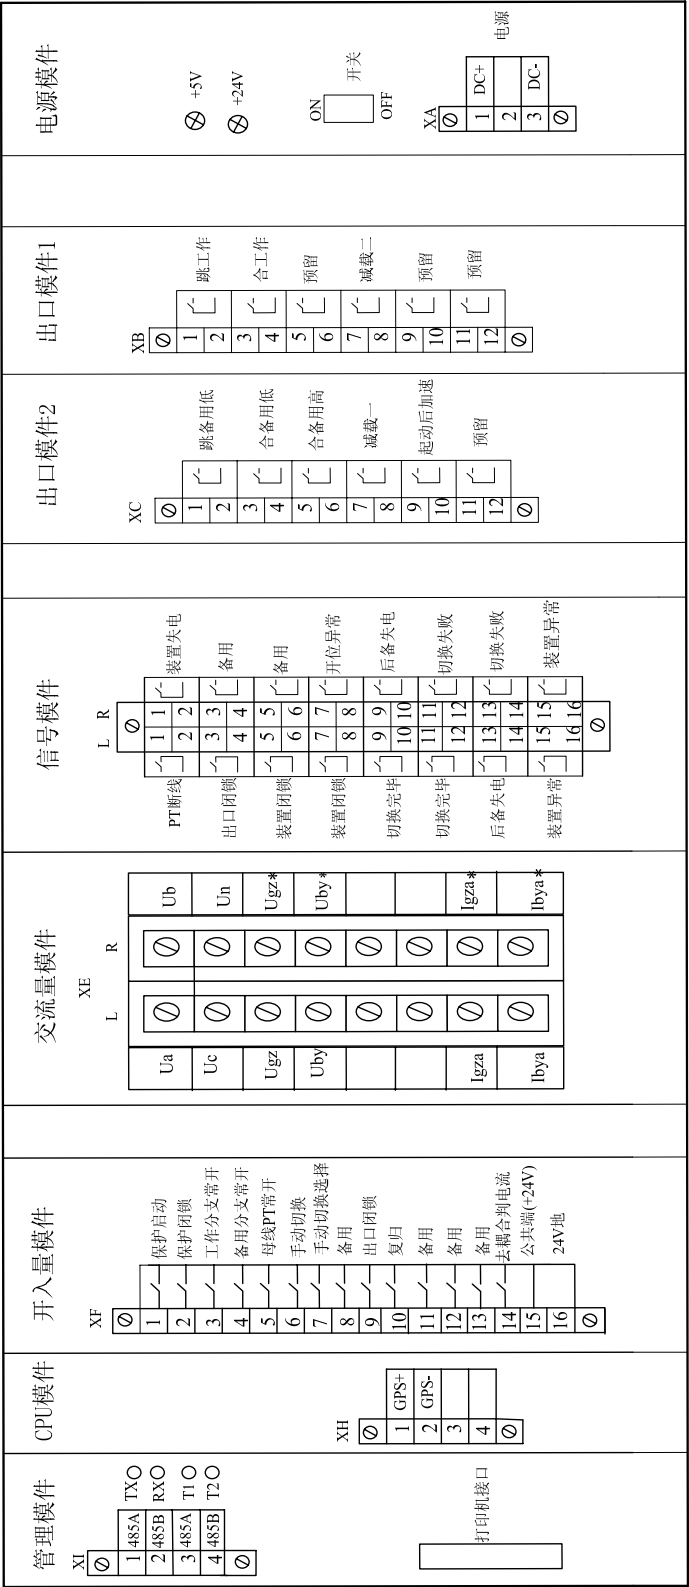 管理模件
XI
1 485A TX
2 485B RX
3 485A T1
4 485B T2
打印机接口
CPU模件
XH
1 GPS+
2 GPS-
3
4
开入量模件
XF
1 保护启动
2 保护闭锁
3 工作分支常开
4 备用分支常开
5 母线PT常开
6 手动切换
7 手动切换选择
8 备用
9 出口闭锁
10 复归
11 备用
12 备用
13 备用
14 去耦合判电流
15 公共端(+24V)
16 24V地
交流量模件
XE
L R
Ua Ub
Uc Un
Ugz Ugz*
Uby Uby*
Igza Igza*
Ibya Ibya*
信号模件
L R
PT断线 1 1 装置失电
2 2
出口闭锁 3 3 备用
4 4
装置闭锁 5 5 备用
6 6
装置闭锁 7 7 开位异常
8 8
切换完毕 9 9 后备失电
10 10
切换完毕 11 11 切换失败
12 12
后备失电 13 13 切换失败
14 14
装置异常 15 15 装置异常
16 16
出口模件2
XC
1 跳备用低
2
3 合备用低
4
5 合备用高
6
7 减载一
8
9 起动后加速
10
11 预留
12
出口模件1
XB
1 跳工作
2
3 合工作
4
5 预留
6
7 减载二
8
9 预留
10
11 预留
12
电源模件
+5V
+24V
ON OFF
开关
XA
1 DC+
2
3 DC-
电源